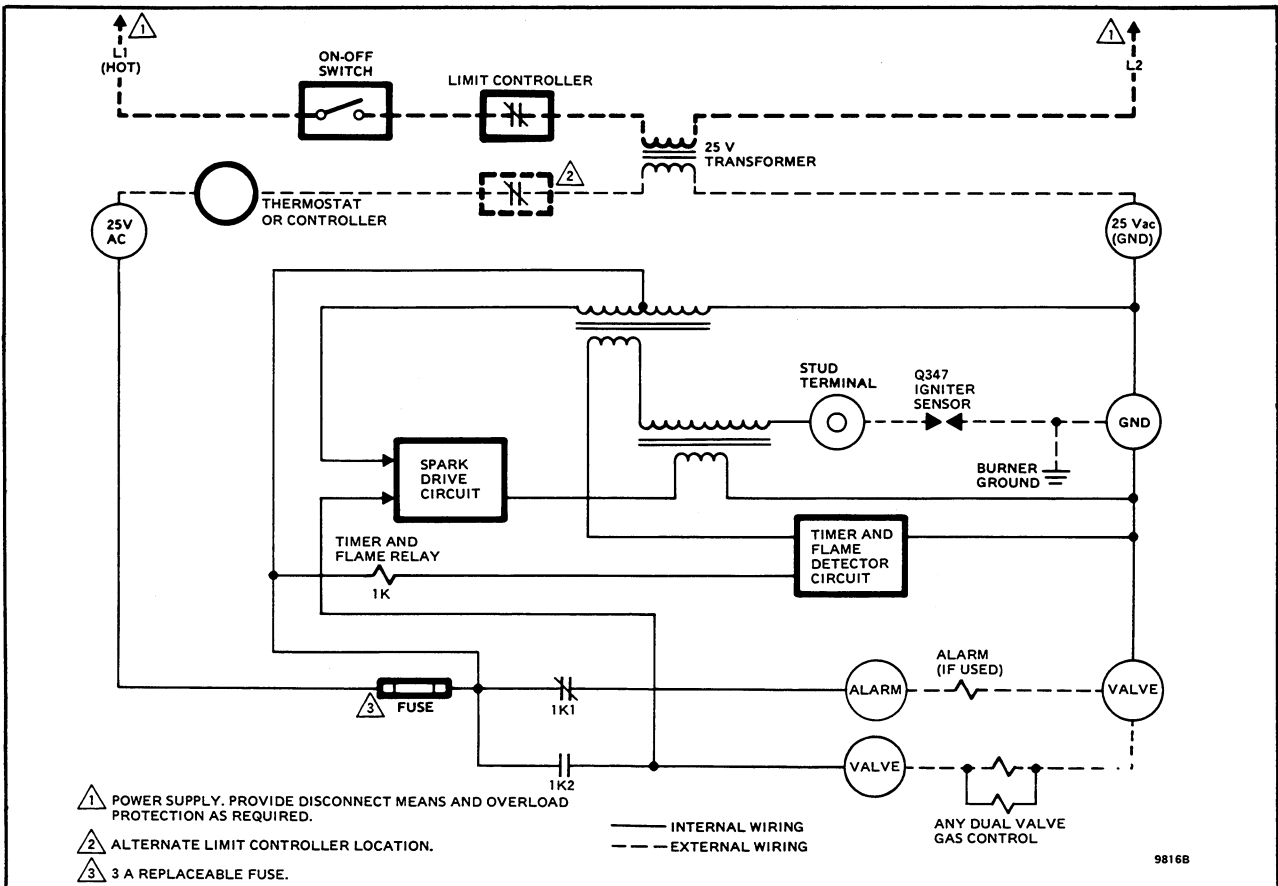 1
L1
(HOT)
ON-OFF
SWITCH
LIMIT CONTROLLER
1
L2
25 V
TRANSFORMER
2
THERMOSTAT
OR CONTROLLER
25V
AC
25 Vac
(GND)
STUD
TERMINAL
Q347
IGNITER
SENSOR
GND
BURNER
GROUND
SPARK
DRIVE
CIRCUIT
TIMER AND
FLAME RELAY
1K
TIMER AND
FLAME
DETECTOR
CIRCUIT
3
FUSE
1K1
ALARM
ALARM
(IF USED)
VALVE
1K2
VALVE
ANY DUAL VALVE
GAS CONTROL
1 POWER SUPPLY. PROVIDE DISCONNECT MEANS AND OVERLOAD
PROTECTION AS REQUIRED.
2 ALTERNATE LIMIT CONTROLLER LOCATION.
3 3 A REPLACEABLE FUSE.
INTERNAL WIRING
EXTERNAL WIRING
9816B